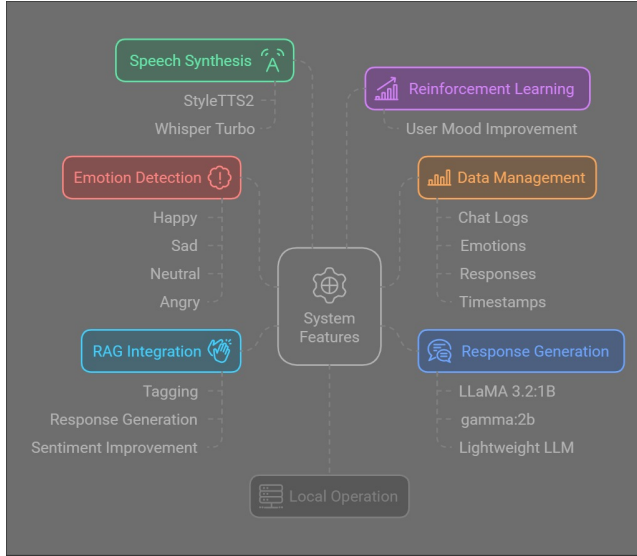 Speech Synthesis
StyleTTS2
Whisper Turbo
Reinforcement Learning
User Mood Improvement
Emotion Detection
Happy
Sad
Neutral
Angry
Data Management
Chat Logs
Emotions
Responses
Timestamps
System
Features
RAG Integration
Tagging
Response Generation
Sentiment Improvement
Response Generation
LLaMA 3.2:1B
gamma:2b
Lightweight LLM
Local Operation